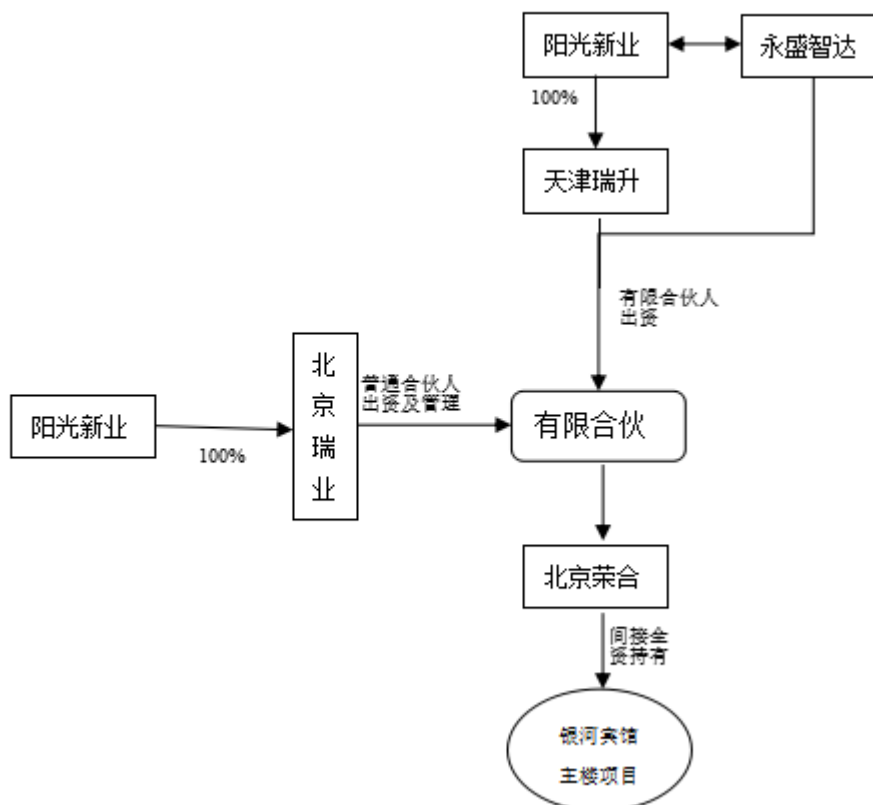 阳光新业
永盛智达
100%
天津瑞升
有限合伙人
出资
北
京
瑞
业
普通合伙人
出资及管理
阳光新业
100%
有限合伙
北京荣合
间接全
资持有
银河宾馆
主楼项目